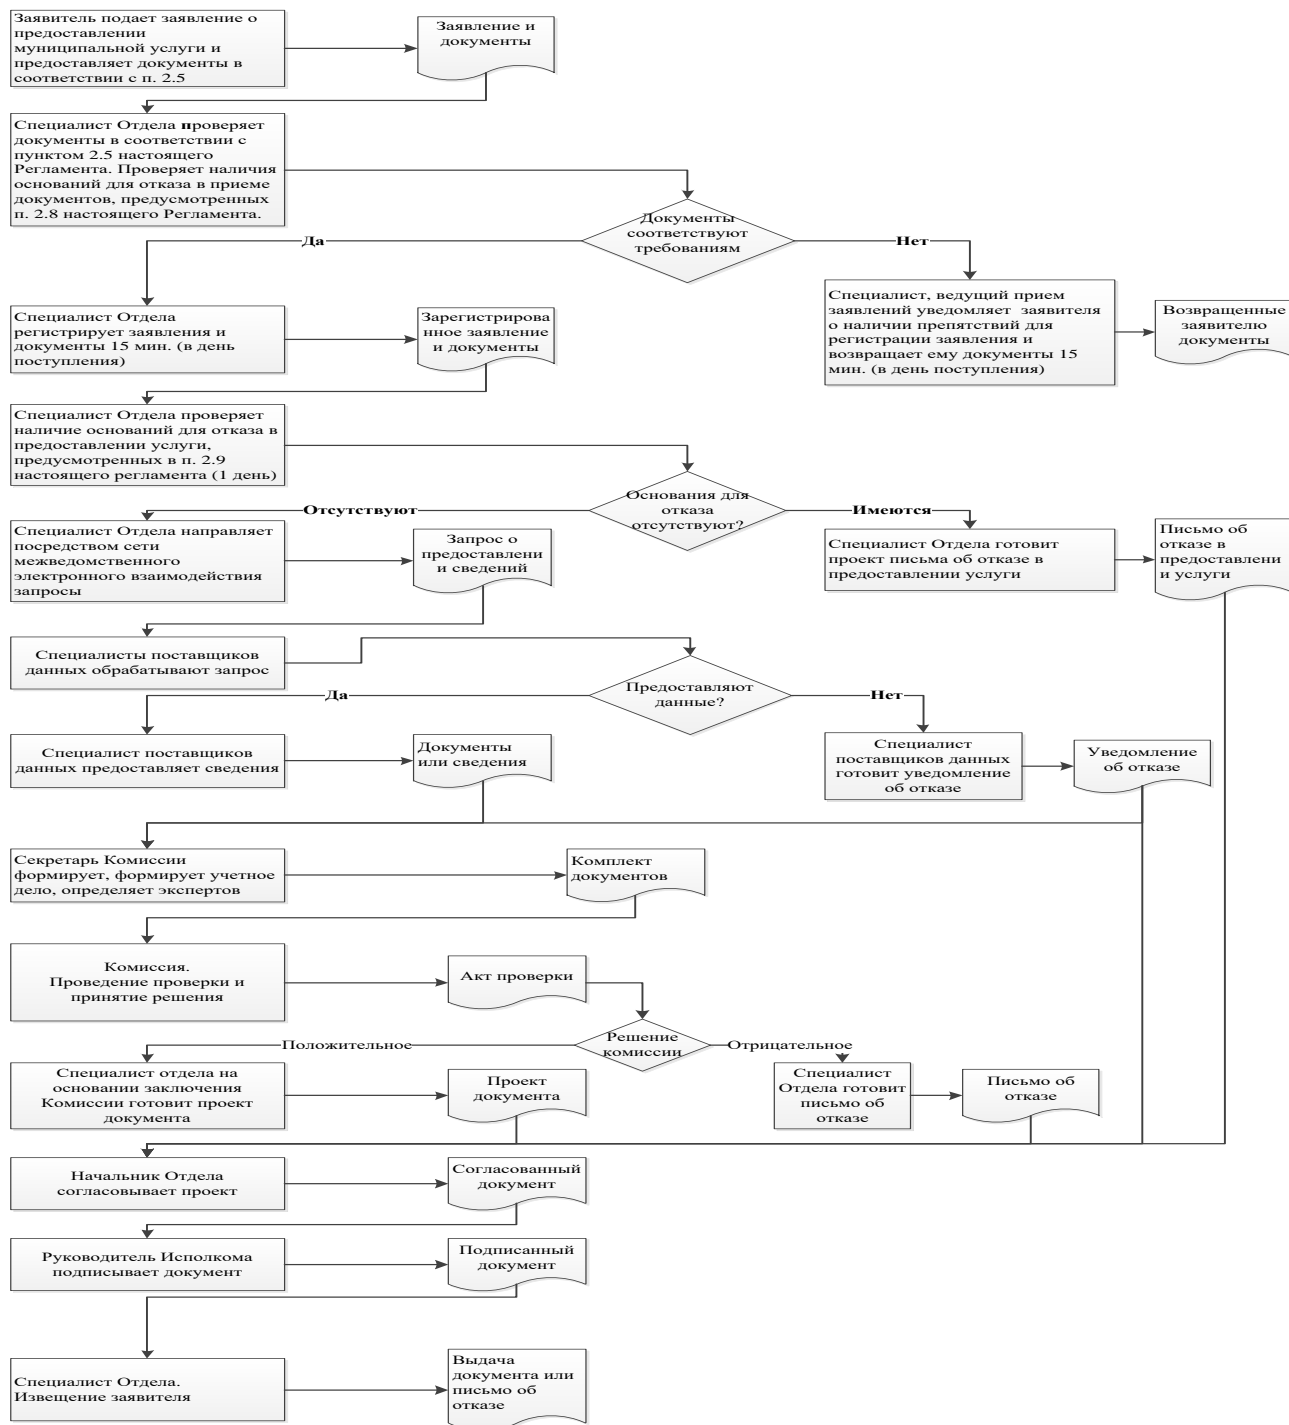 Заявитель подает заявление о
предоставлении
муниципальной услуги и
предоставляет документы в
соответствии с п. 2.5
Заявление и
документы
Специалист Отдела проверяет
документы в соответствии с
пунктом 2.5 настоящего
Регламента. Проверяет наличия
оснований для отказа в приеме
документов, предусмотренных
п. 2.8 настоящего Регламента.
Документы
соответствуют
требованиям
Да
Нет
Специалист Отдела
регистрирует заявления и
документы 15 мин. (в день
поступления)
Зарегистрирова
нное заявление
и документы
Специалист, ведущий прием
заявлений уведомляет заявителя
о наличии препятствий для
регистрации заявления и
возвращает ему документы 15
мин. (в день поступления)
Возвращенные
заявителю
документы
Специалист Отдела проверяет
наличие оснований для отказа в
предоставлении услуги,
предусмотренных в п. 2.9
настоящего регламента (1 день)
Основания для
отказа
отсутствуют?
Отсутствуют
Имеются
Специалист Отдела направляет
посредством сети
межведомственного
электронного взаимодействия
запросы
Запрос о
предоставлени
и сведений
Специалист Отдела готовит
проект письма об отказе в
предоставлении услуги
Письмо об
отказе в
предоставлени
и услуги
Специалисты поставщиков
данных обрабатывают запрос
Предоставляют
данные?
Да
Нет
Специалист поставщиков
данных предоставляет сведения
Документы
или сведения
Специалист
поставщиков данных
готовит уведомление
об отказе
Уведомление
об отказе
Секретарь Комиссии
формирует, формирует учетное
дело, определяет экспертов
Комплект
документов
Комиссия.
Проведение проверки и
принятие решения
Акт проверки
Решение
комиссии
Положительное
Отрицательное
Специалист отдела на
основании заключения
Комиссии готовит проект
документа
Проект
документа
Специалист
Отдела готовит
письмо об
отказе
Письмо об
отказе
Начальник Отдела
согласовывает проект
Согласованный
документ
Руководитель Исполкома
подписывает документ
Подписанный
документ
Специалист Отдела.
Извещение заявителя
Выдача
документа или
письмо об
отказе